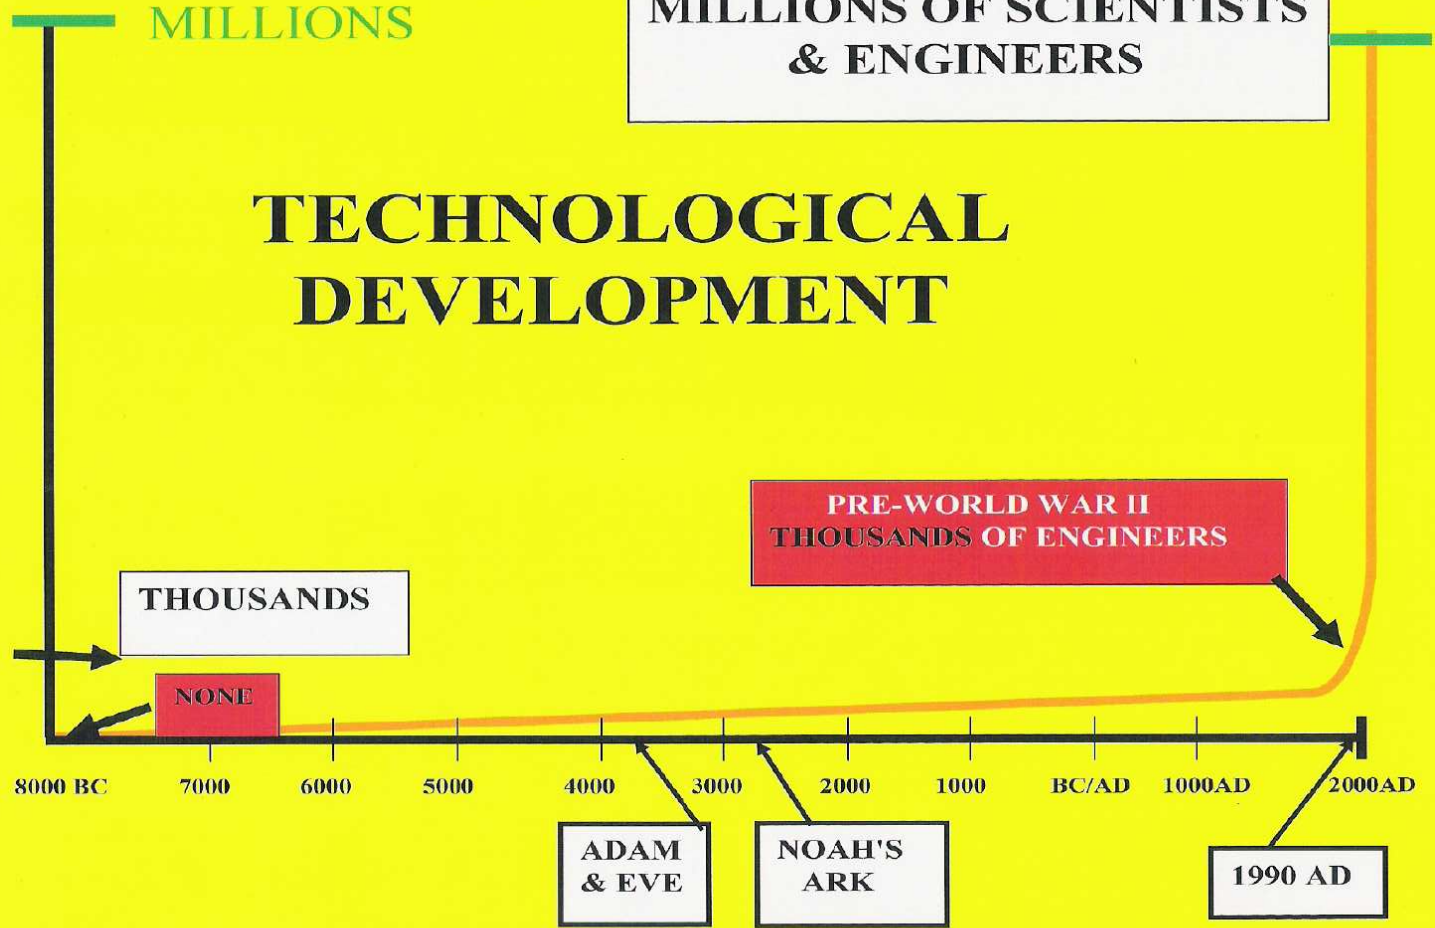 MILLIONS
MILLIONS OF SCIENTISTS
& ENGINEERS
TECHNOLOGICAL
DEVELOPMENT
PRE-WORLD WAR II
THOUSANDS OF ENGINEERS
THOUSANDS
NONE
8000 BC 7000 6000 5000 4000 3000 2000 1000 BC/AD 1000AD 2000AD
ADAM
& EVE
NOAH'S
ARK
1990 AD